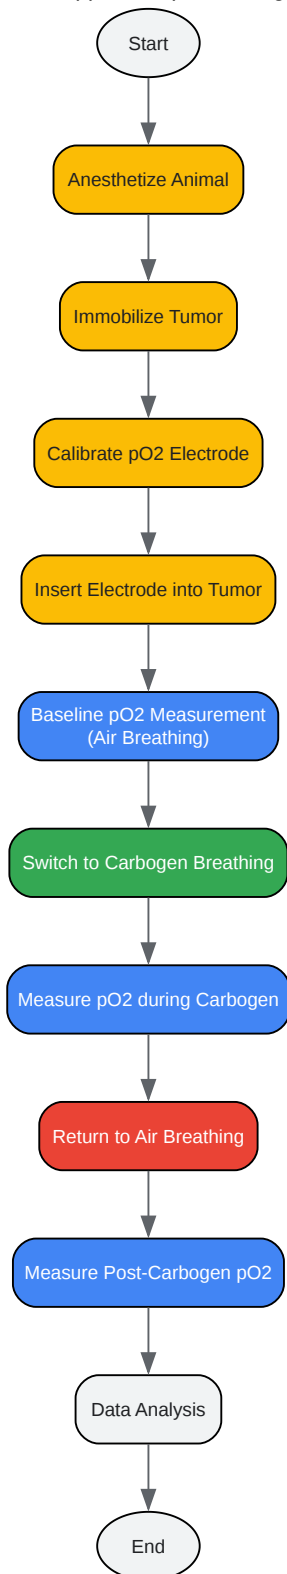 Start
Anesthetize Animal
Immobilize Tumor
Calibrate pO2 Electrode
Insert Electrode into Tumor
Baseline pO2 Measurement
(Air Breathing)
Switch to Carbogen Breathing
Measure pO2 during Carbogen
Return to Air Breathing
Measure Post-Carbogen pO2
Data Analysis
End